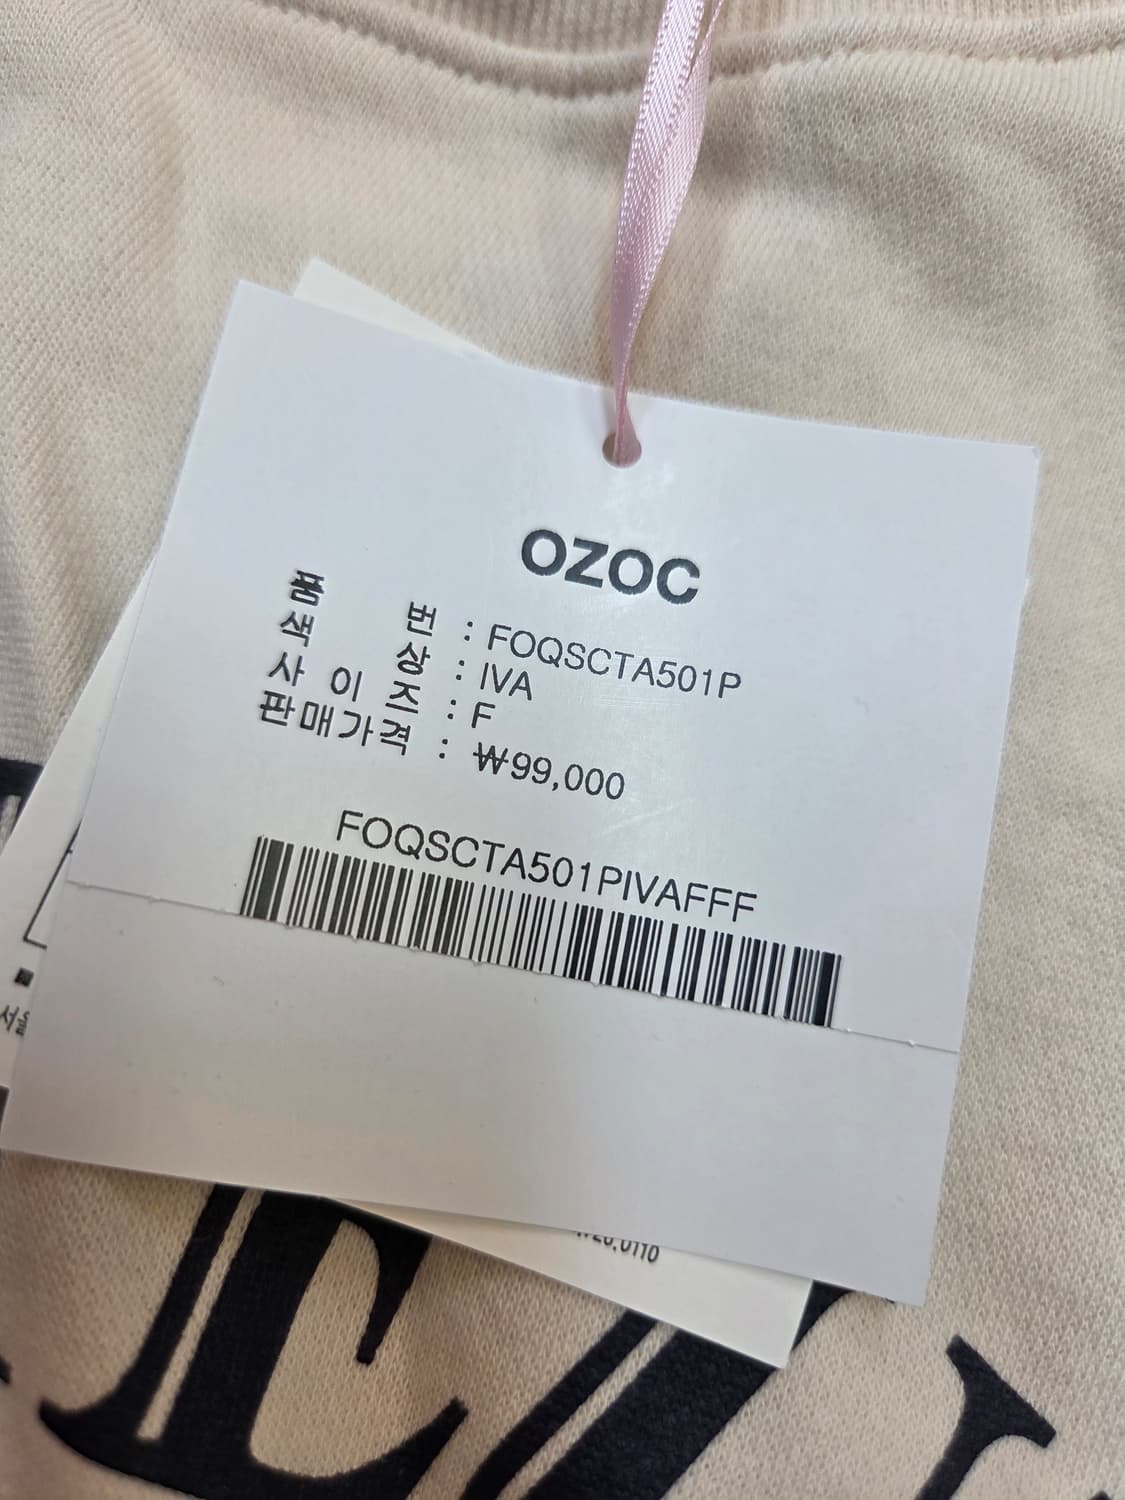 OZOC
품 번 : FOQSCTA501P
색 상 : IVA
사 이 즈 : F
판매가격 : ₩99,000
FOQSCTA501PIVAFFF